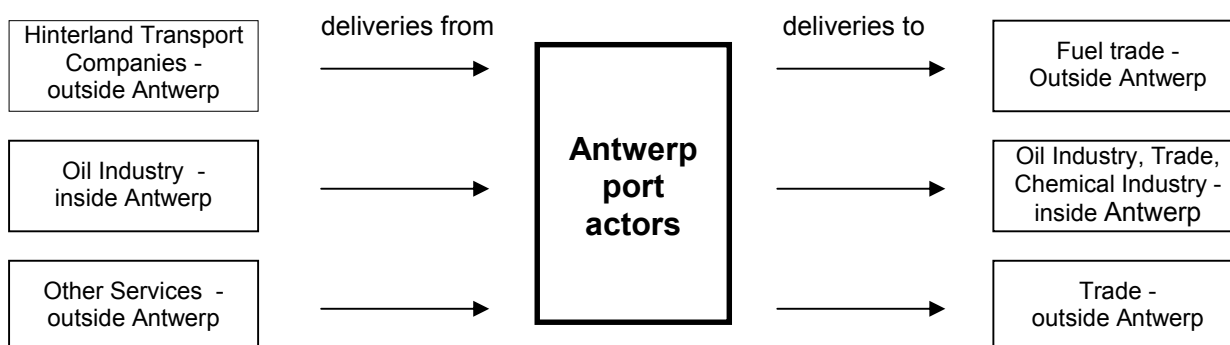 deliveries from
deliveries to
Hinterland Transport
Companies -
outside Antwerp
Fuel trade -
Outside Antwerp
Antwerp
port
actors
Oil Industry -
inside Antwerp
Oil Industry, Trade,
Chemical Industry -
inside Antwerp
Other Services -
outside Antwerp
Trade -
outside Antwerp